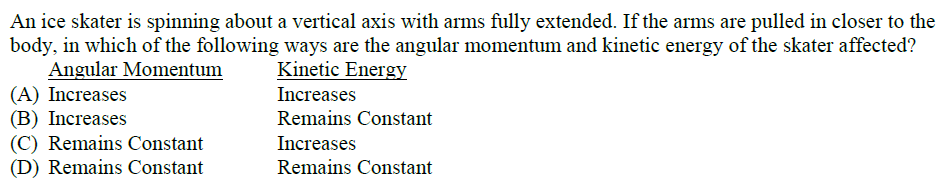 An ice skater is spinning about a vertical axis with arms fully extended. If the arms are pulled in closer to the
body, in which of the following ways are the angular momentum and kinetic energy of the skater affected?
Angular Momentum Kinetic Energy
(A) Increases Increases
(B) Increases Remains Constant
(C) Remains Constant Increases
(D) Remains Constant Remains Constant